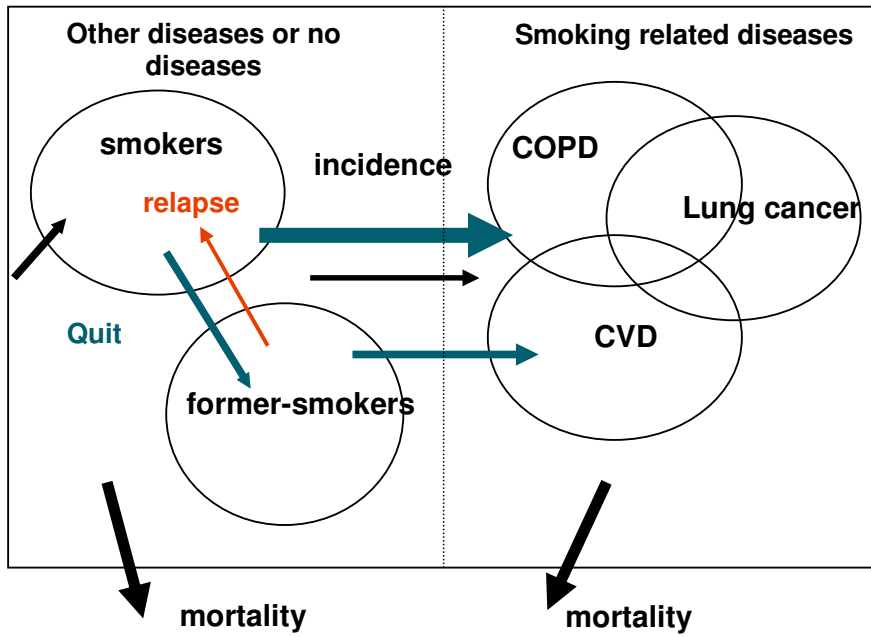 Other diseases or no
diseases
Smoking related diseases
smokers
incidence
COPD
relapse
Lung cancer
Quit
CVD
former-smokers
mortality
mortality